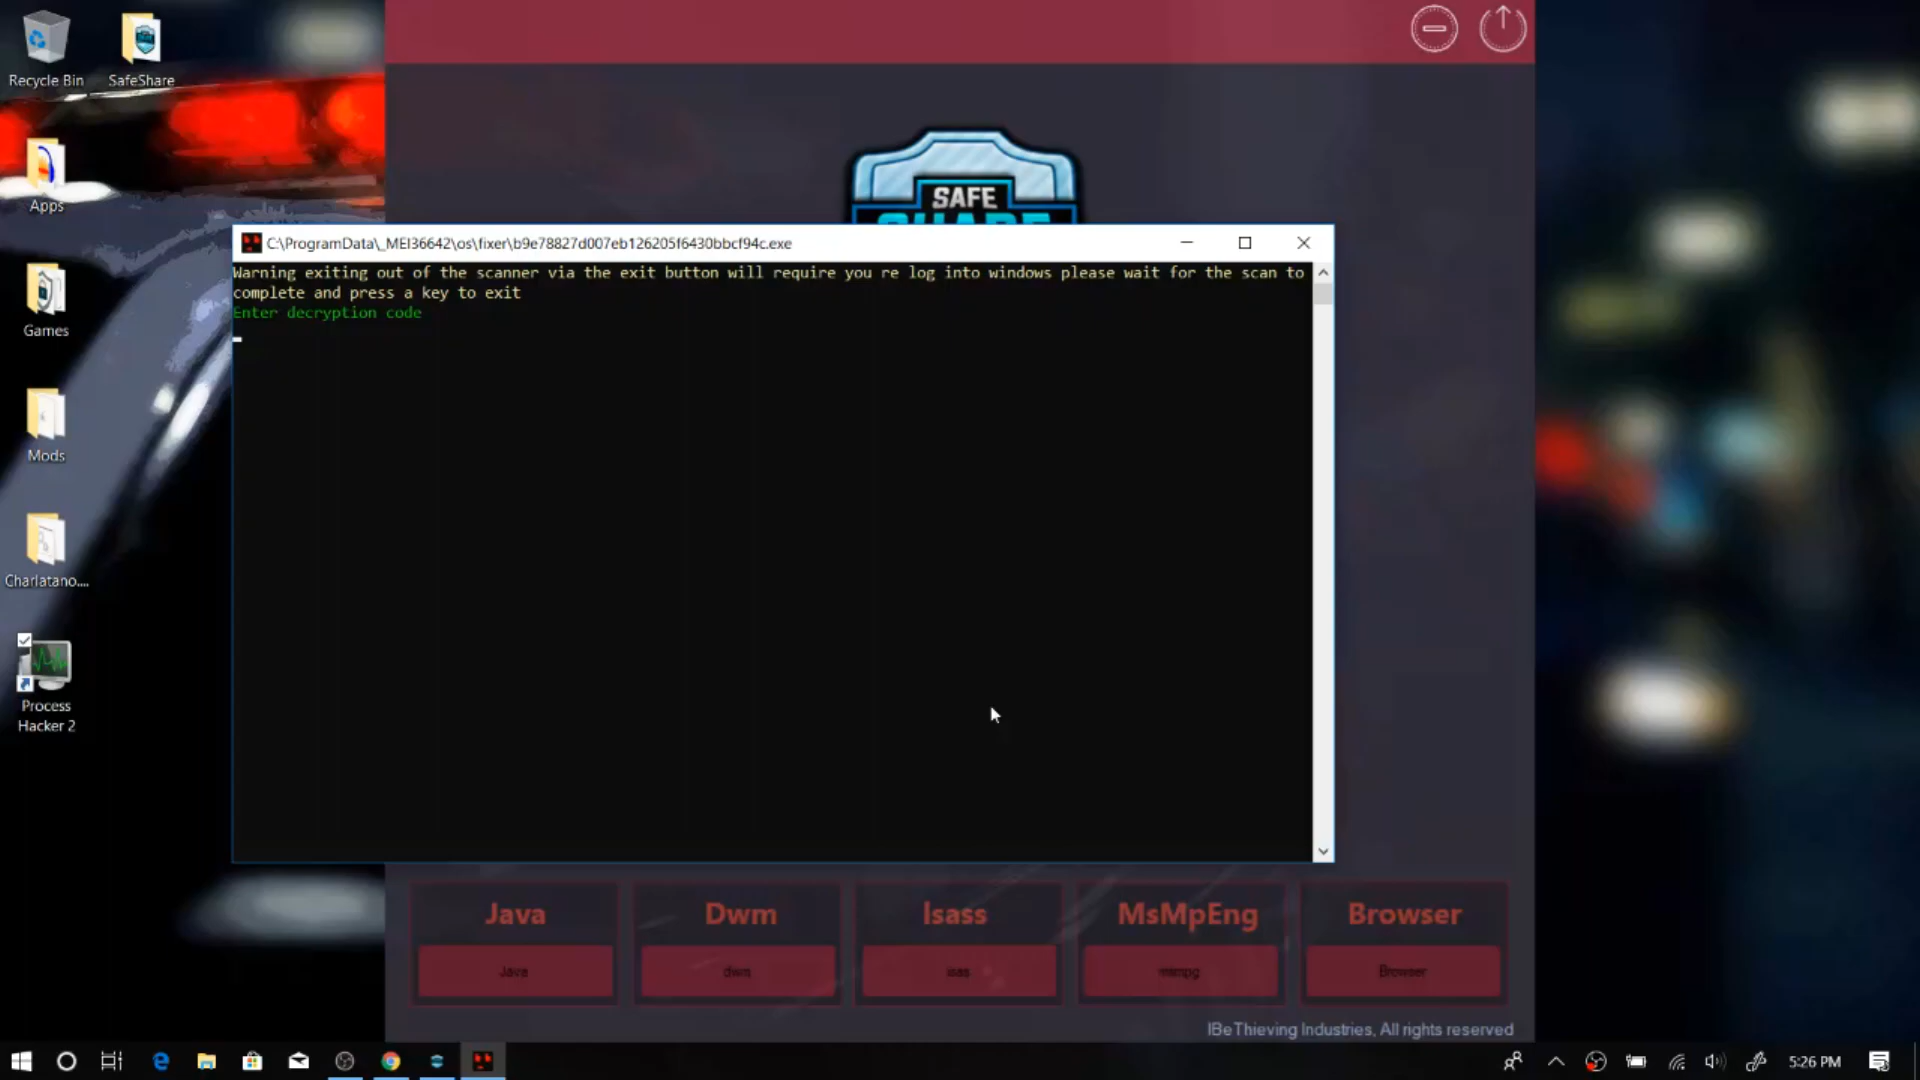 Recycle Bin
SafeShare
Apps
Games
Mods
Charlatano....
Process
Hacker 2
SAFE
C:\ProgramData\_MEI36642\os\fixer\b9e78827d007eb126205f6430bbcf94c.exe
Warning exiting out of the scanner via the exit button will require you re log into windows please wait for the scan to
complete and press a key to exit
Enter decryption code
Java
Dwm
lsass
MsMpEng
Browser
Java
dwm
Browser
IBeThieving Industries, All rights reserved
5:26 PM